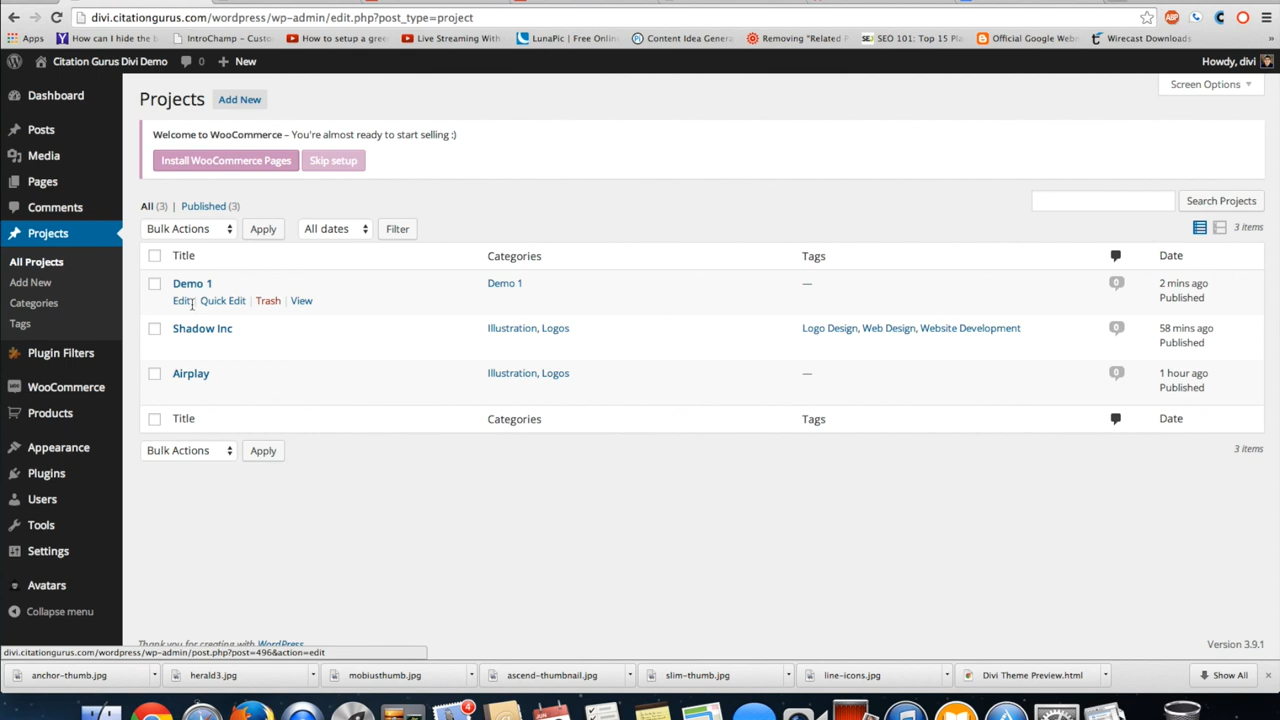 divi.citationgurus.com/wordpress/wp-admin/edit.php?post_type=project
Apps How can I hide the b IntroChamp - Custo How to setup a gree Live Streaming With LunaPic | Free Online Content Idea Genera Removing "Related P SEO 101: Top 15 Pla Official Google Webm Wirecast Downloads
Citation Gurus Divi Demo 0 + New Howdy, divi
Screen Options
Dashboard
Posts
Media
Pages
Comments
Projects
All Projects
Add New
Categories
Tags
Plugin Filters
WooCommerce
Products
Appearance
Plugins
Users
Tools
Settings
Avatars
Collapse menu
Projects Add New
Welcome to WooCommerce – You're almost ready to start selling :)
Install WooCommerce Pages Skip setup
All (3) | Published (3) Search Projects
Bulk Actions Apply All dates Filter 3 items
Title Categories Tags Date
Demo 1 Demo 1 — 0 2 mins ago
Edit | Quick Edit | Trash | View Published
Shadow Inc Illustration, Logos Logo Design, Web Design, Website Development 0 58 mins ago
Published
Airplay Illustration, Logos — 0 1 hour ago
Published
Title Categories Tags Date
Bulk Actions Apply 3 items
Thank you for creating with WordPress. Version 3.9.1
divi.citationgurus.com/wordpress/wp-admin/post.php?post=496&action=edit
anchor-thumb.jpg herald3.jpg mobiusthumb.jpg ascend-thumbnail.jpg slim-thumb.jpg line-icons.jpg Divi Theme Preview.html Show All
4